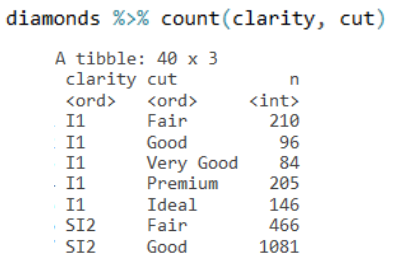 diamonds %>% count(clarity, cut)
A tibble: 40 x 3
clarity cut n
<ord> <ord> <int>
I1 Fair 210
I1 Good 96
I1 Very Good 84
I1 Premium 205
I1 Ideal 146
SI2 Fair 466
SI2 Good 1081